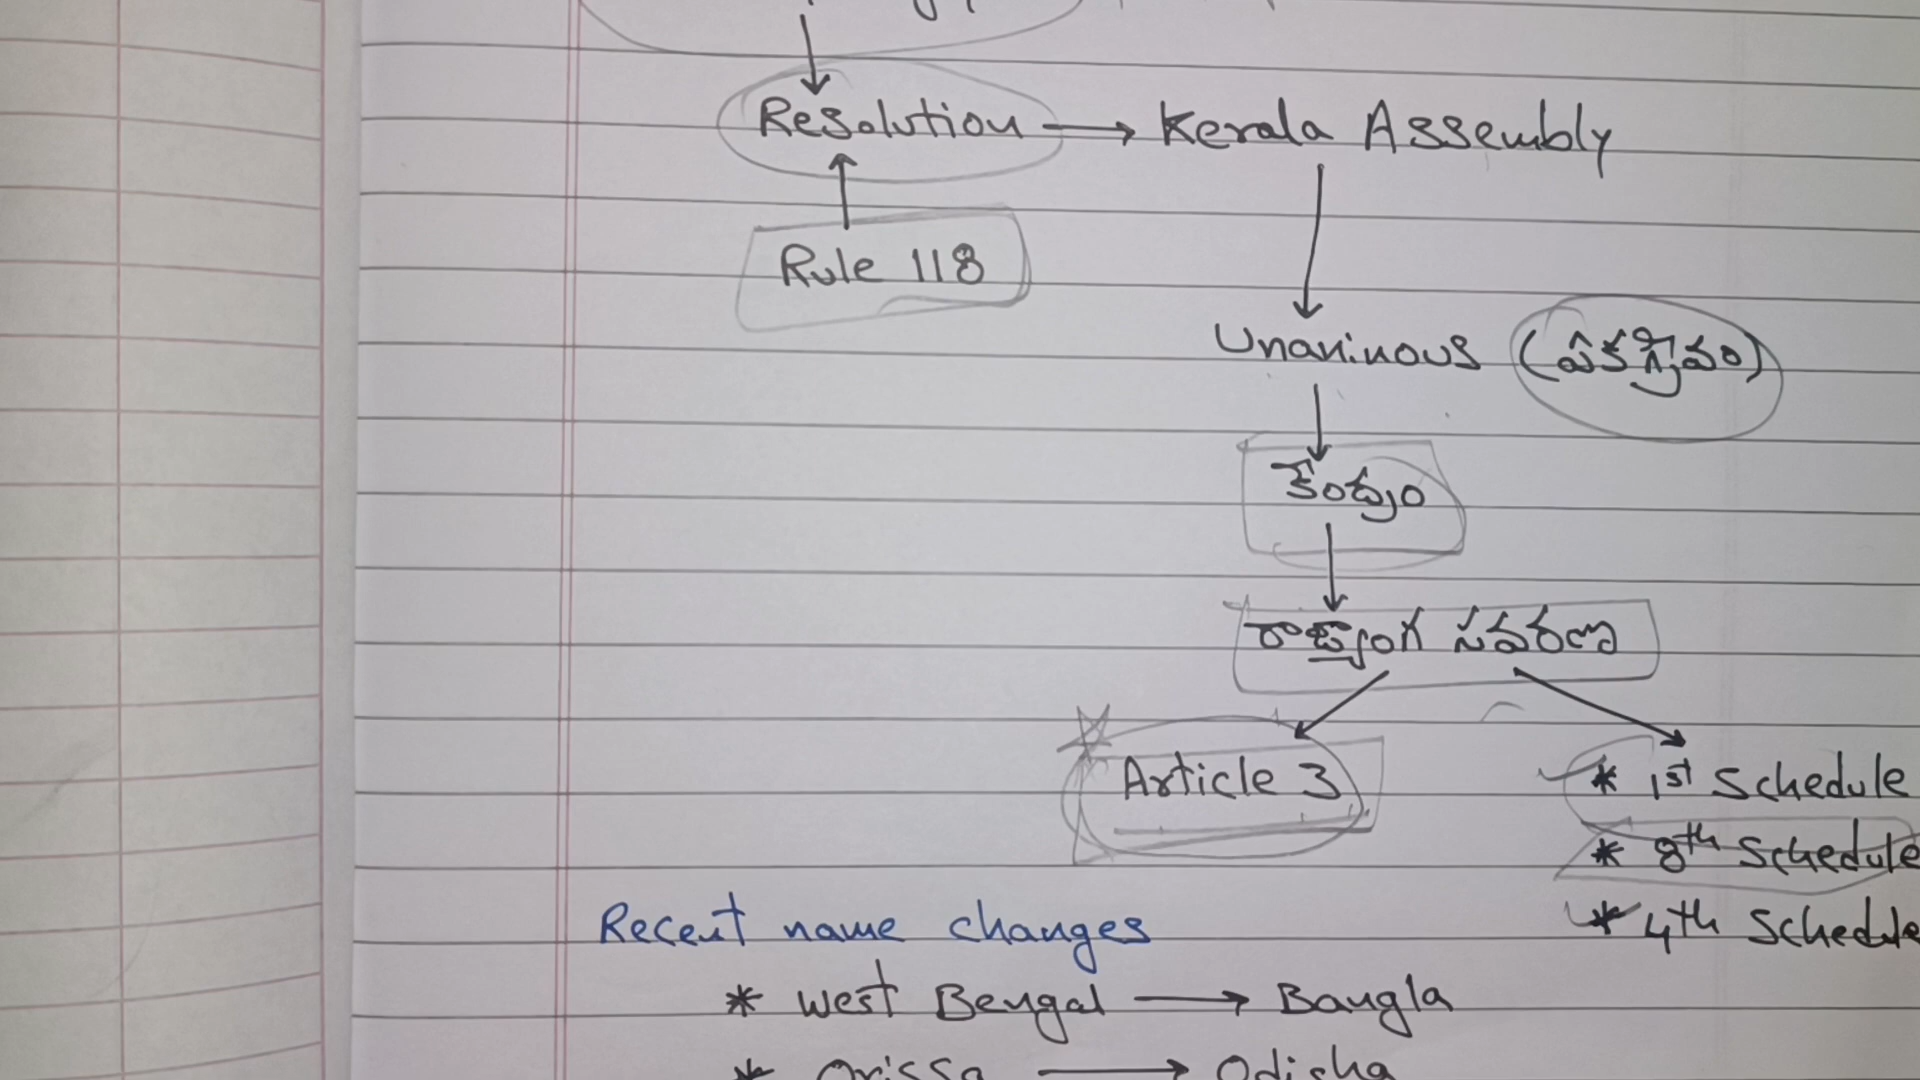 Resolution → Kerala Assembly
Rule 118
Unaninous (ఏకగ్రీవం)
కేంద్రం
రాజ్యాంగ సవరణ
Article 3
* 1st Schedule
* 8th Schedule
* 4th Schedule
Recent name changes
* West Bengal → Bangla
* Orissa → Odisha